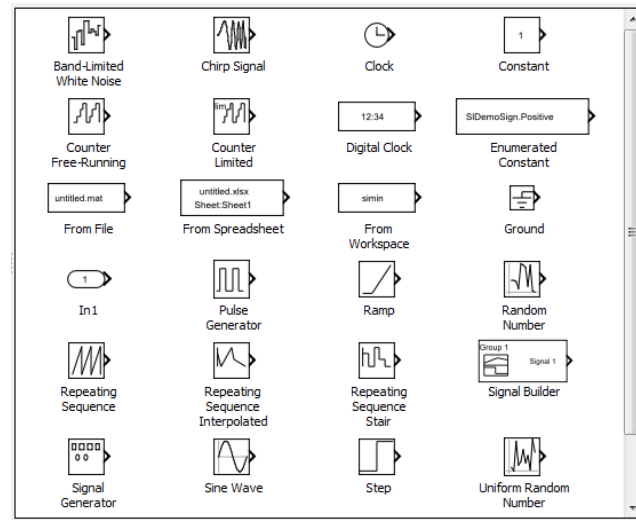 Band-Limited
White Noise
Chirp Signal
Clock
1
Constant
Counter
Free-Running
lim
Counter
Limited
12:34
Digital Clock
SlDemoSign.Positive
Enumerated
Constant
untitled.mat
From File
untitled.xlsx
Sheet:Sheet1
From Spreadsheet
simin
From
Workspace
Ground
1
In1
Pulse
Generator
Ramp
Random
Number
Repeating
Sequence
Repeating
Sequence
Interpolated
Repeating
Sequence
Stair
Group 1
Signal 1
Signal Builder
Signal
Generator
Sine Wave
Step
Uniform Random
Number